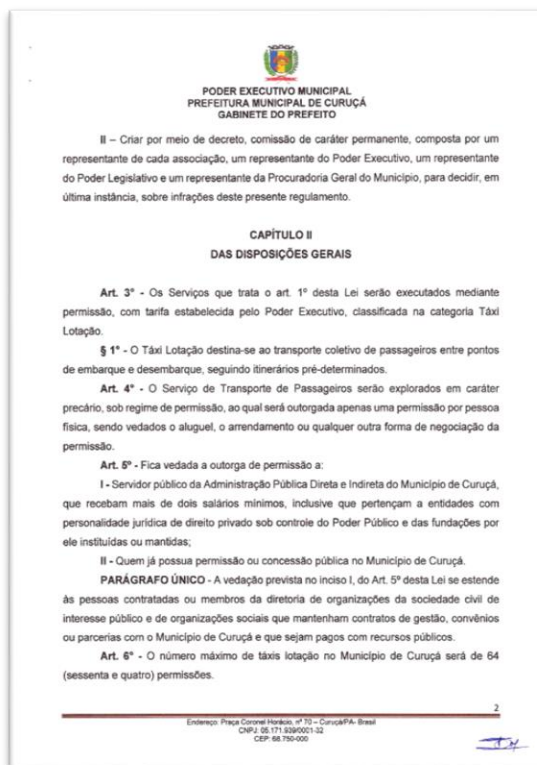 PODER EXECUTIVO MUNICIPAL
PREFEITURA MUNICIPAL DE CURUÇÁ
GABINETE DO PREFEITO
II – Criar por meio de decreto, comissão de caráter permanente, composta por um
representante de cada associação, um representante do Poder Executivo, um representante
do Poder Legislativo e um representante da Procuradoria Geral do Município, para decidir, em
última instância, sobre infrações deste presente regulamento.
CAPÍTULO II
DAS DISPOSIÇÕES GERAIS
Art. 3° - Os Serviços que trata o art. 1º desta Lei serão executados mediante
permissão, com tarifa estabelecida pelo Poder Executivo, classificada na categoria Táxi
Lotação.
§ 1° - O Táxi Lotação destina-se ao transporte coletivo de passageiros entre pontos
de embarque e desembarque, seguindo itinerários pré-determinados.
Art. 4° - O Serviço de Transporte de Passageiros serão explorados em caráter
precário, sob regime de permissão, ao qual será outorgada apenas uma permissão por pessoa
física, sendo vedados o aluguel, o arrendamento ou qualquer outra forma de negociação da
permissão.
Art. 5º - Fica vedada a outorga de permissão a:
I - Servidor público da Administração Pública Direta e Indireta do Município de Curuçá,
que recebam mais de dois salários mínimos, inclusive que pertençam a entidades com
personalidade jurídica de direito privado sob controle do Poder Público e das fundações por
ele instituídas ou mantidas;
II - Quem já possua permissão ou concessão pública no Município de Curuçá.
PARÁGRAFO ÚNICO - A vedação prevista no inciso I, do Art. 5º desta Lei se estende
às pessoas contratadas ou membros da diretoria de organizações da sociedade civil de
interesse público e de organizações sociais que mantenham contratos de gestão, convênios
ou parcerias com o Município de Curuçá e que sejam pagos com recursos públicos.
Art. 6° - O número máximo de táxis lotação no Município de Curuçá será de 64
(sessenta e quatro) permissões.
2
Endereço: Praça Coronel Horácio, nº 70 – Curuçá/PA- Brasil
CNPJ: 05.171.939/0001-32
CEP: 68.750-000